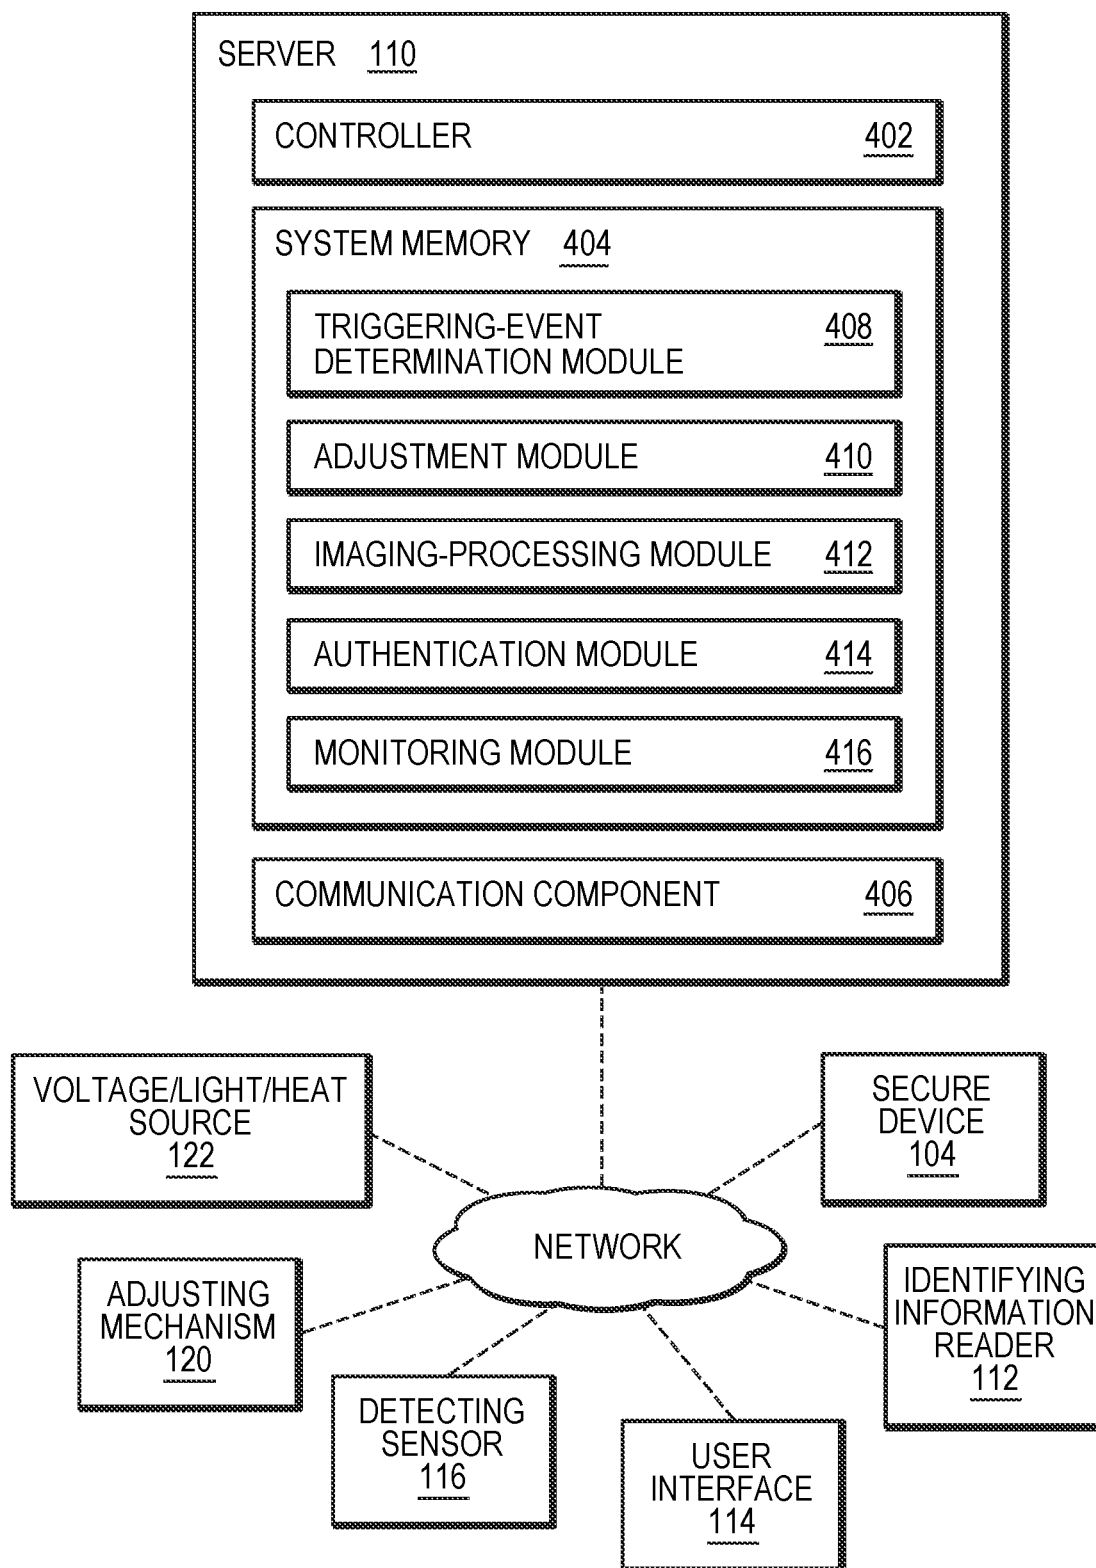 SERVER 110
CONTROLLER 402
SYSTEM MEMORY 404
TRIGGERING-EVENT 408
DETERMINATION MODULE
ADJUSTMENT MODULE 410
IMAGING-PROCESSING MODULE 412
AUTHENTICATION MODULE 414
MONITORING MODULE 416
COMMUNICATION COMPONENT 406
VOLTAGE/LIGHT/HEAT
SOURCE
122
SECURE
DEVICE
104
NETWORK
ADJUSTING
MECHANISM
120
IDENTIFYING
INFORMATION
READER
112
DETECTING
SENSOR
116
USER
INTERFACE
114